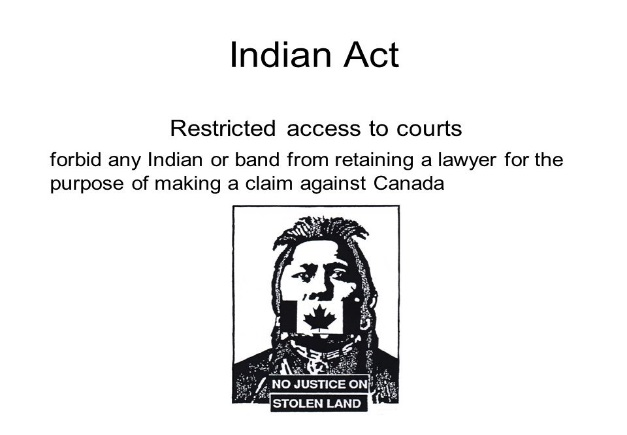 Indian Act
Restricted access to courts
forbid any Indian or band from retaining a lawyer for the
purpose of making a claim against Canada
NO JUSTICE ON
STOLEN LAND